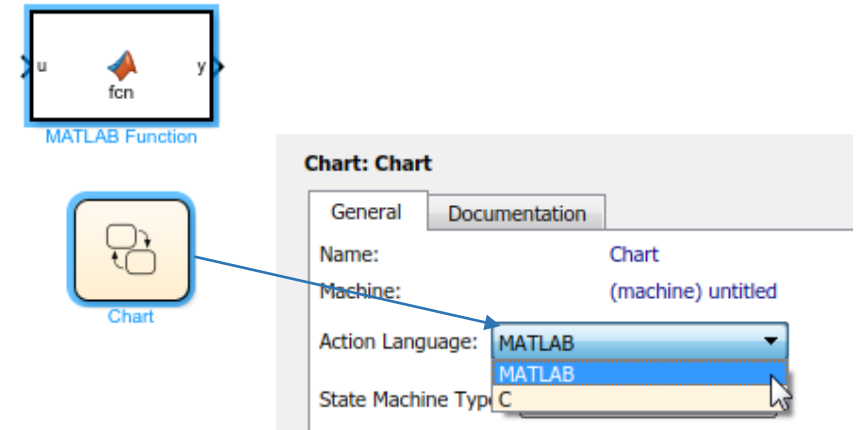 u
y
fcn
MATLAB Function
Chart
Chart: Chart
General Documentation
Name: Chart
Machine: (machine) untitled
Action Language: MATLAB
MATLAB
State Machine Typ C